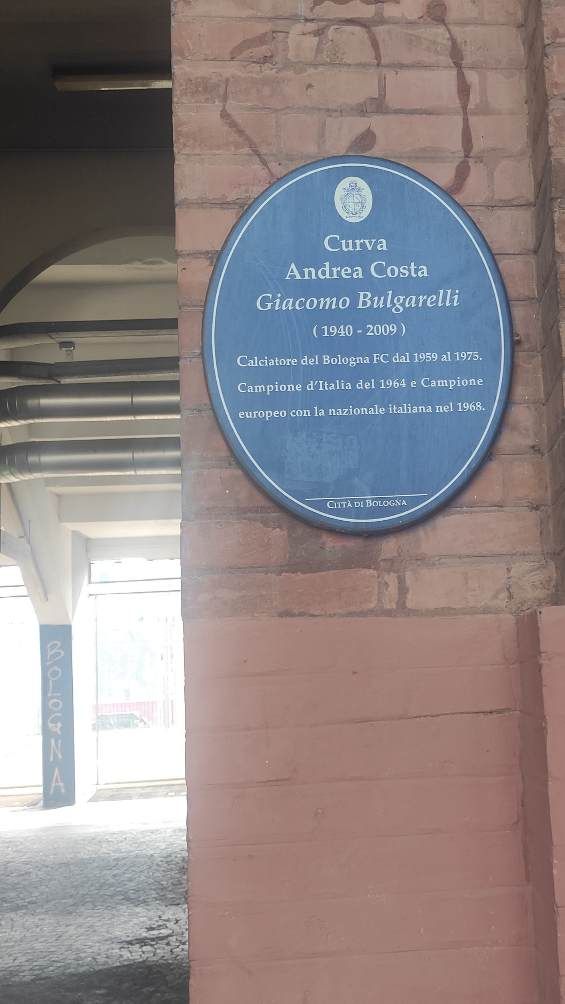 Curva
Andrea Costa
Giacomo Bulgarelli
( 1940 - 2009 )
Calciatore del Bologna FC dal 1959 al 1975.
Campione d'Italia del 1964 e Campione
europeo con la nazionale italiana nel 1968.
Città di Bologna
BOLOGNA